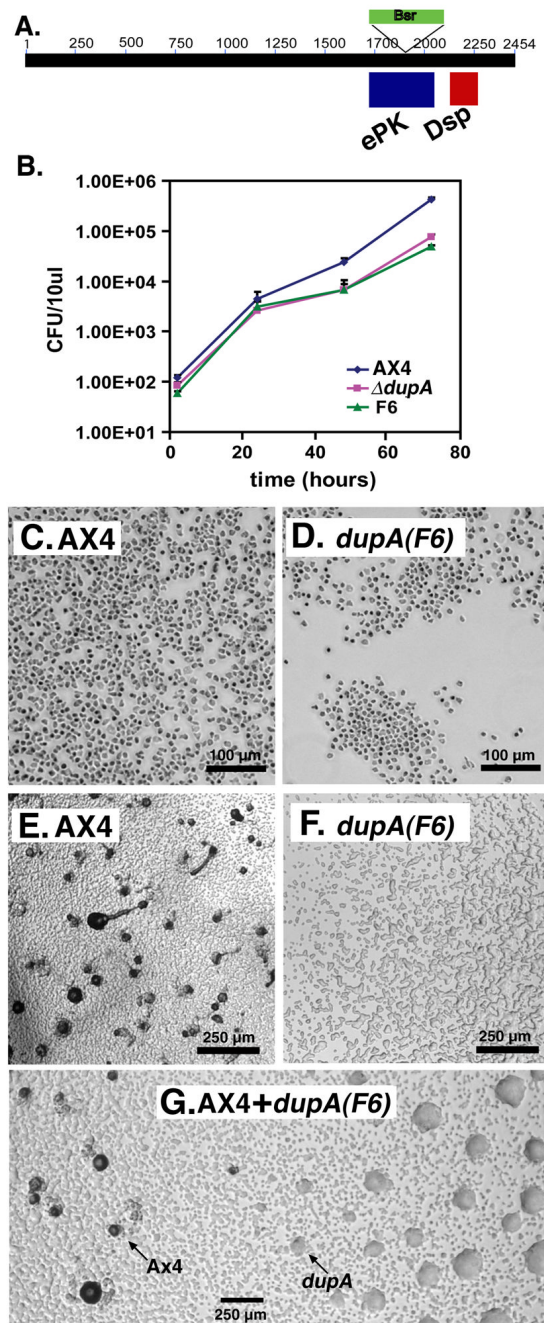 A.
Bsr
1 250 500 750 1000 1250 1500 1750 2000 2250 2454
ePK Dsp
B.
1.00E+06
1.00E+05
1.00E+04
1.00E+03
1.00E+02
1.00E+01
CFU/10ul
AX4
ΔdupA
F6
0 20 40 60 80
time (hours)
C. AX4
100 µm
D. dupA(F6)
100 µm
E. AX4
250 µm
F. dupA(F6)
250 µm
G. AX4+dupA(F6)
Ax4
dupA
250 µm